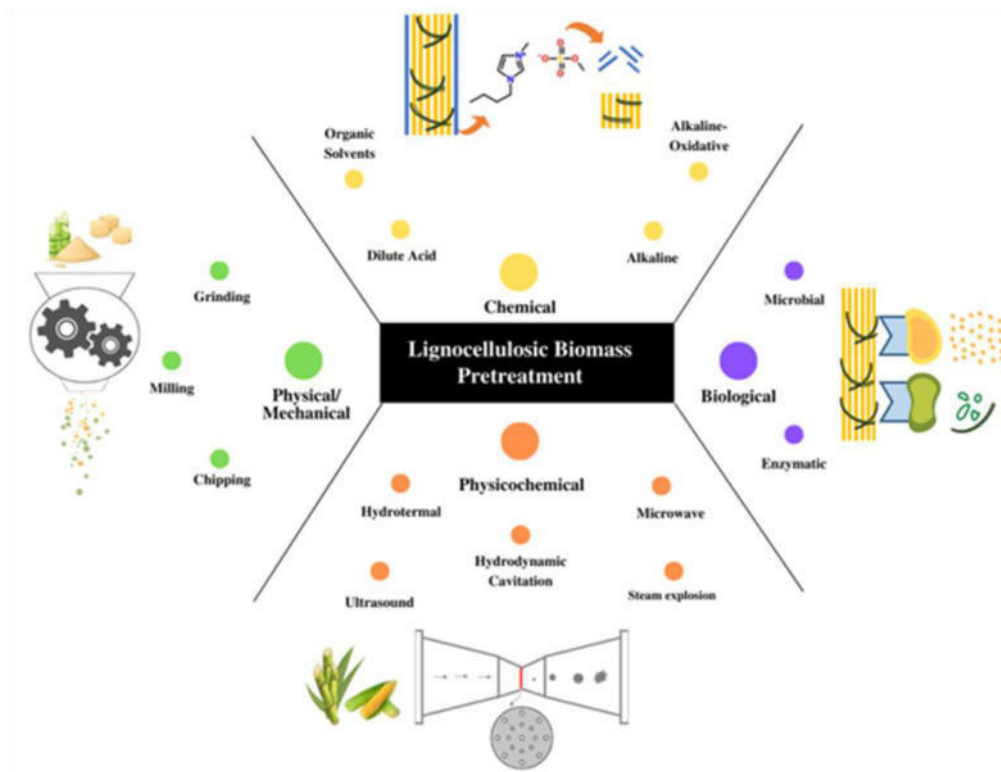 Organic
Solvents
Alkaline-
Oxidative
Dilute Acid
Alkaline
Chemical
Grinding
Milling
Chipping
Physical/
Mechanical
Lignocellulosic Biomass
Pretreatment
Microbial
Biological
Enzymatic
Physicochemical
Hydrotermal
Microwave
Hydrodynamic
Cavitation
Ultrasound
Steam explosion
N
N+
-O
O
S
O
O